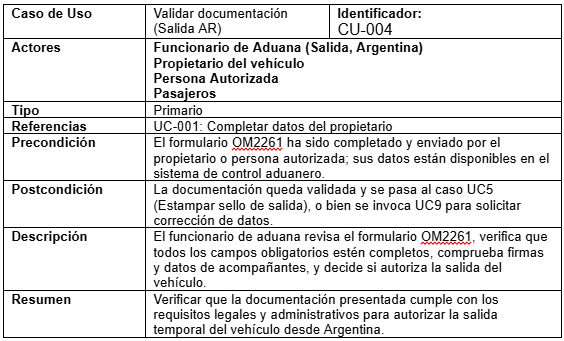 Caso de Uso
Validar documentación
(Salida AR)
Identificador:
CU-004
Actores
Funcionario de Aduana (Salida, Argentina)
Propietario del vehículo
Persona Autorizada
Pasajeros
Tipo
Primario
Referencias
UC-001: Completar datos del propietario
Precondición
El formulario OM2261 ha sido completado y enviado por el
propietario o persona autorizada; sus datos están disponibles en el
sistema de control aduanero.
Postcondición
La documentación queda validada y se pasa al caso UC5
(Estampar sello de salida), o bien se invoca UC9 para solicitar
corrección de datos.
Descripción
El funcionario de aduana revisa el formulario OM2261, verifica que
todos los campos obligatorios estén completos, comprueba firmas
y datos de acompañantes, y decide si autoriza la salida del
vehículo.
Resumen
Verificar que la documentación presentada cumple con los
requisitos legales y administrativos para autorizar la salida
temporal del vehículo desde Argentina.